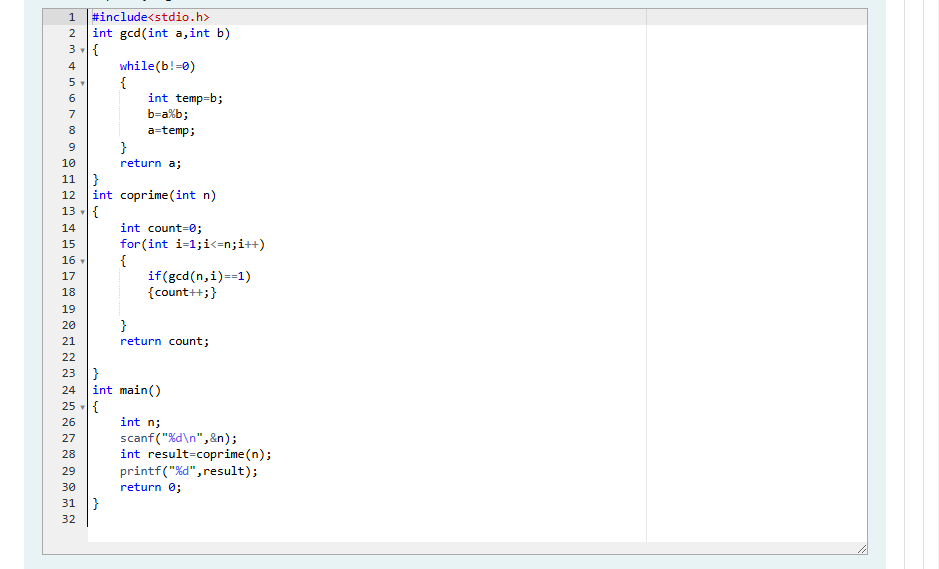 1 #include<stdio.h>
2 int gcd(int a,int b)
3 {
4 while(b!=0)
5 {
6 int temp=b;
7 b=a%b;
8 a=temp;
9 }
10 return a;
11 }
12 int coprime(int n)
13 {
14 int count=0;
15 for(int i=1;i<=n;i++)
16 {
17 if(gcd(n,i)==1)
18 {count++;}
19
20 }
21 return count;
22
23 }
24 int main()
25 {
26 int n;
27 scanf("%d\n",&n);
28 int result=coprime(n);
29 printf("%d",result);
30 return 0;
31 }
32